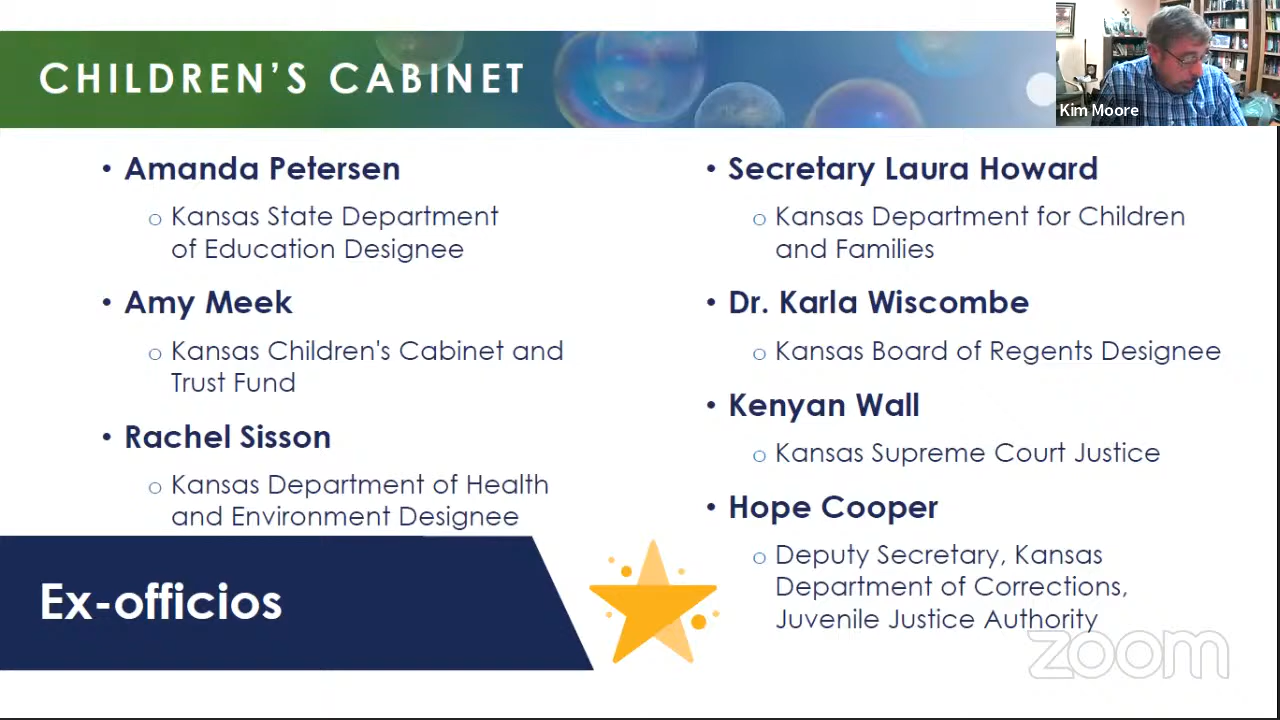 CHILDREN'S CABINET
Kim Moore
• Amanda Petersen
o Kansas State Department
of Education Designee
• Amy Meek
o Kansas Children's Cabinet and
Trust Fund
• Rachel Sisson
o Kansas Department of Health
and Environment Designee
• Secretary Laura Howard
o Kansas Department for Children
and Families
• Dr. Karla Wiscombe
o Kansas Board of Regents Designee
• Kenyan Wall
o Kansas Supreme Court Justice
• Hope Cooper
o Deputy Secretary, Kansas
Department of Corrections,
Juvenile Justice Authority
Ex-officios
zoom